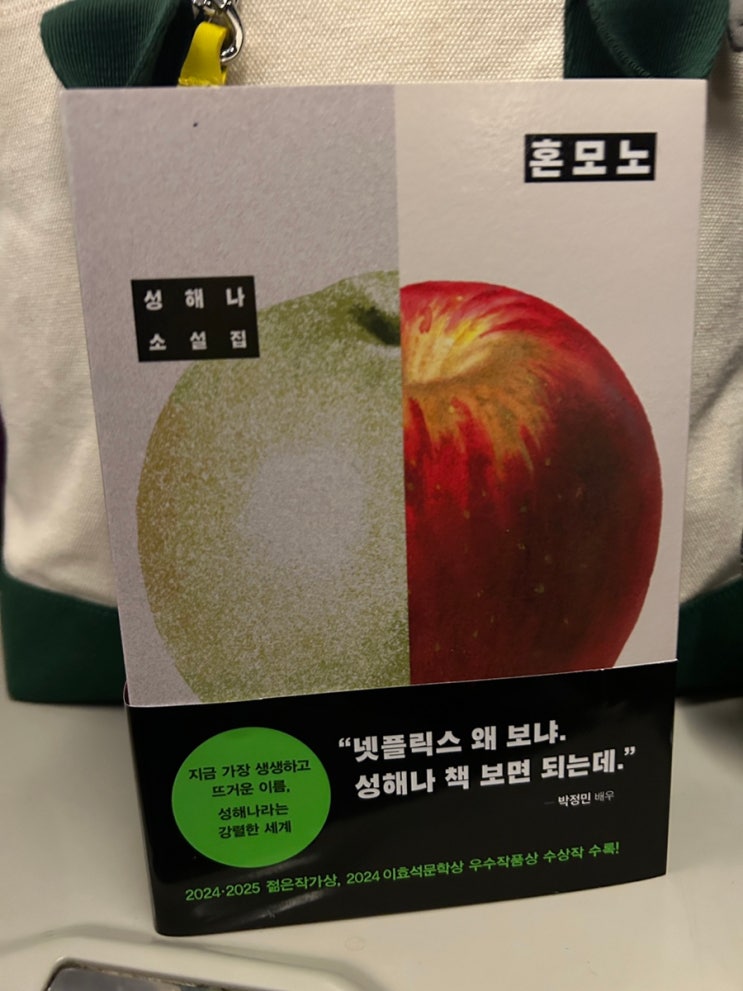 혼모노
성해나
소설집
지금 가장 생생하고
뜨거운 이름,
성해나라는
강렬한 세계
“넷플릭스 왜 보냐.
성해나 책 보면 되는데.”
— 박정민 배우
2024·2025 젊은작가상, 2024 이효석문학상 우수작품상 수상작 수록!